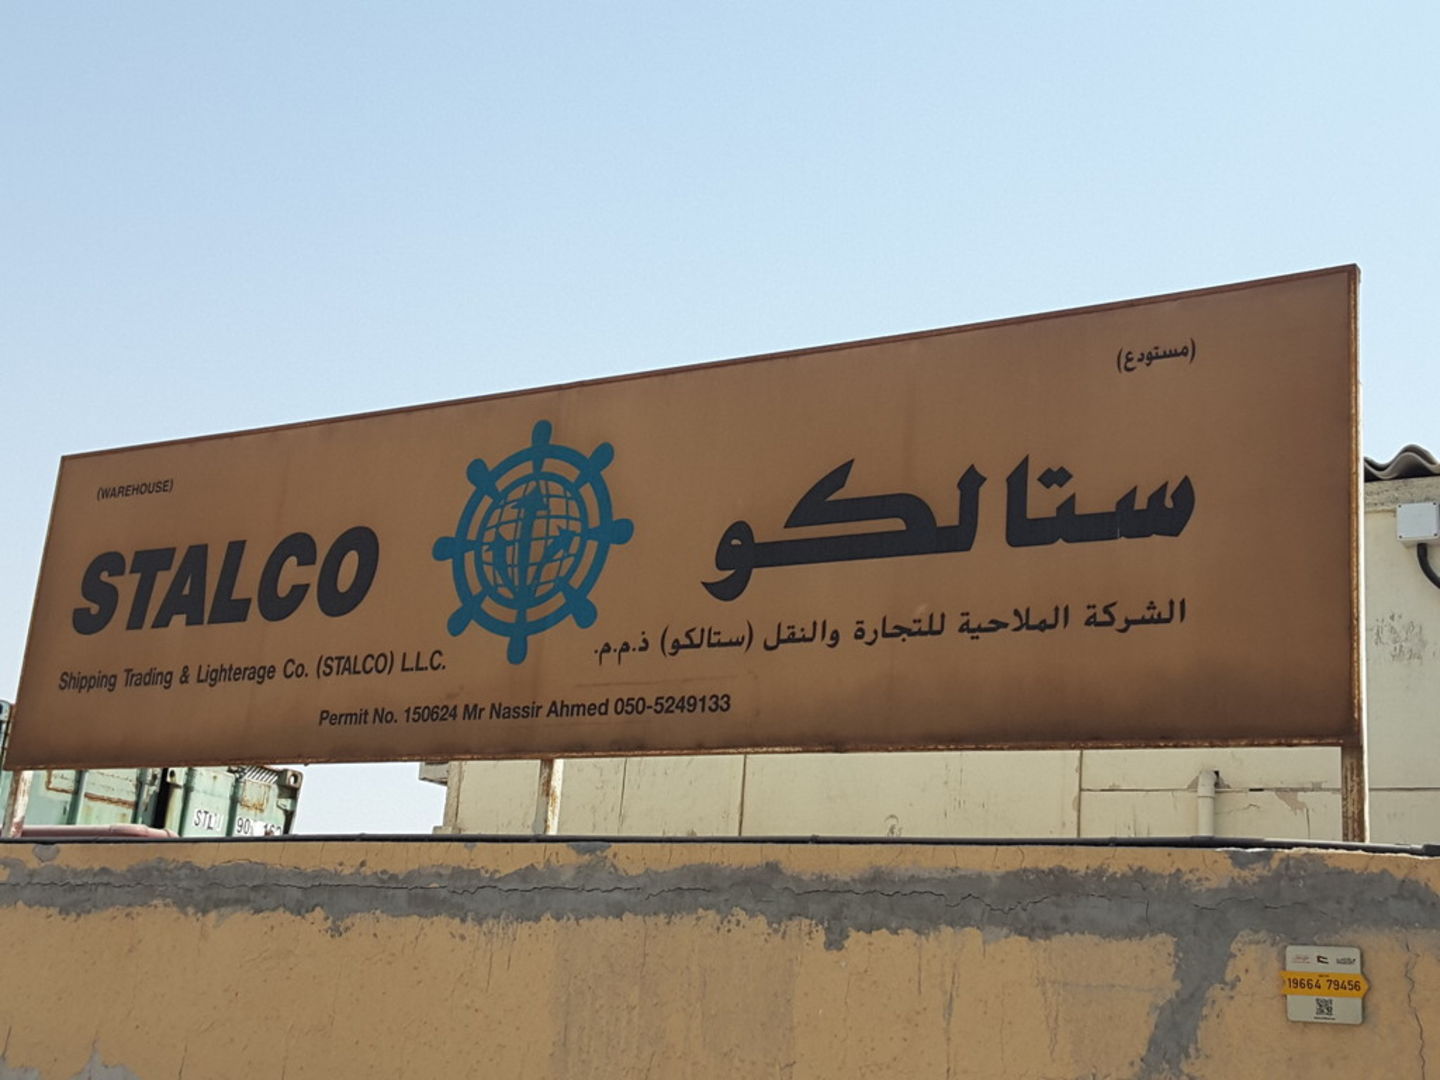 (WAREHOUSE)
(مستودع)
STALCO
ستالكو
Shipping Trading & Lighterage Co. (STALCO) L.L.C.
الشركة الملاحية للتجارة والنقل (ستالكو) ذ.م.م.
Permit No. 150624 Mr Nassir Ahmed 050-5249133
19664 79456